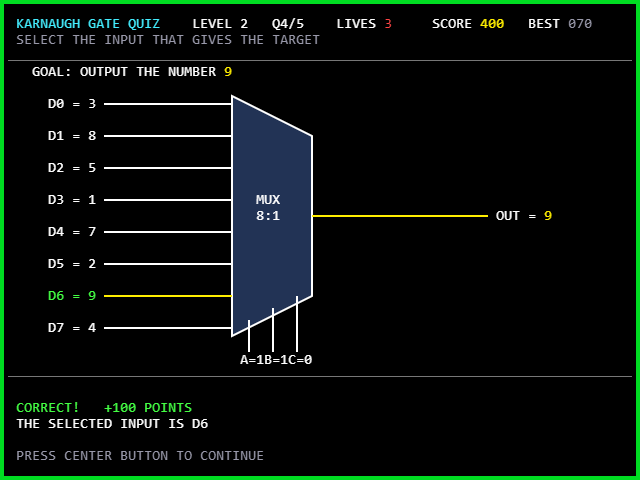 KARNAUGH GATE QUIZ LEVEL 2 Q4/5 LIVES 3 SCORE 400 BEST 070
SELECT THE INPUT THAT GIVES THE TARGET
GOAL: OUTPUT THE NUMBER 9
D0 = 3
D1 = 8
D2 = 5
D3 = 1
MUX
8:1
OUT = 9
D4 = 7
D5 = 2
D6 = 9
D7 = 4
A=1B=1C=0
CORRECT! +100 POINTS
THE SELECTED INPUT IS D6
PRESS CENTER BUTTON TO CONTINUE